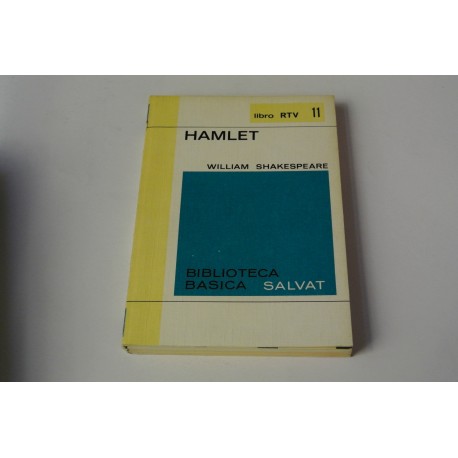 libro RTV 11
HAMLET
WILLIAM SHAKESPEARE
BIBLIOTECA
BASICA SALVAT